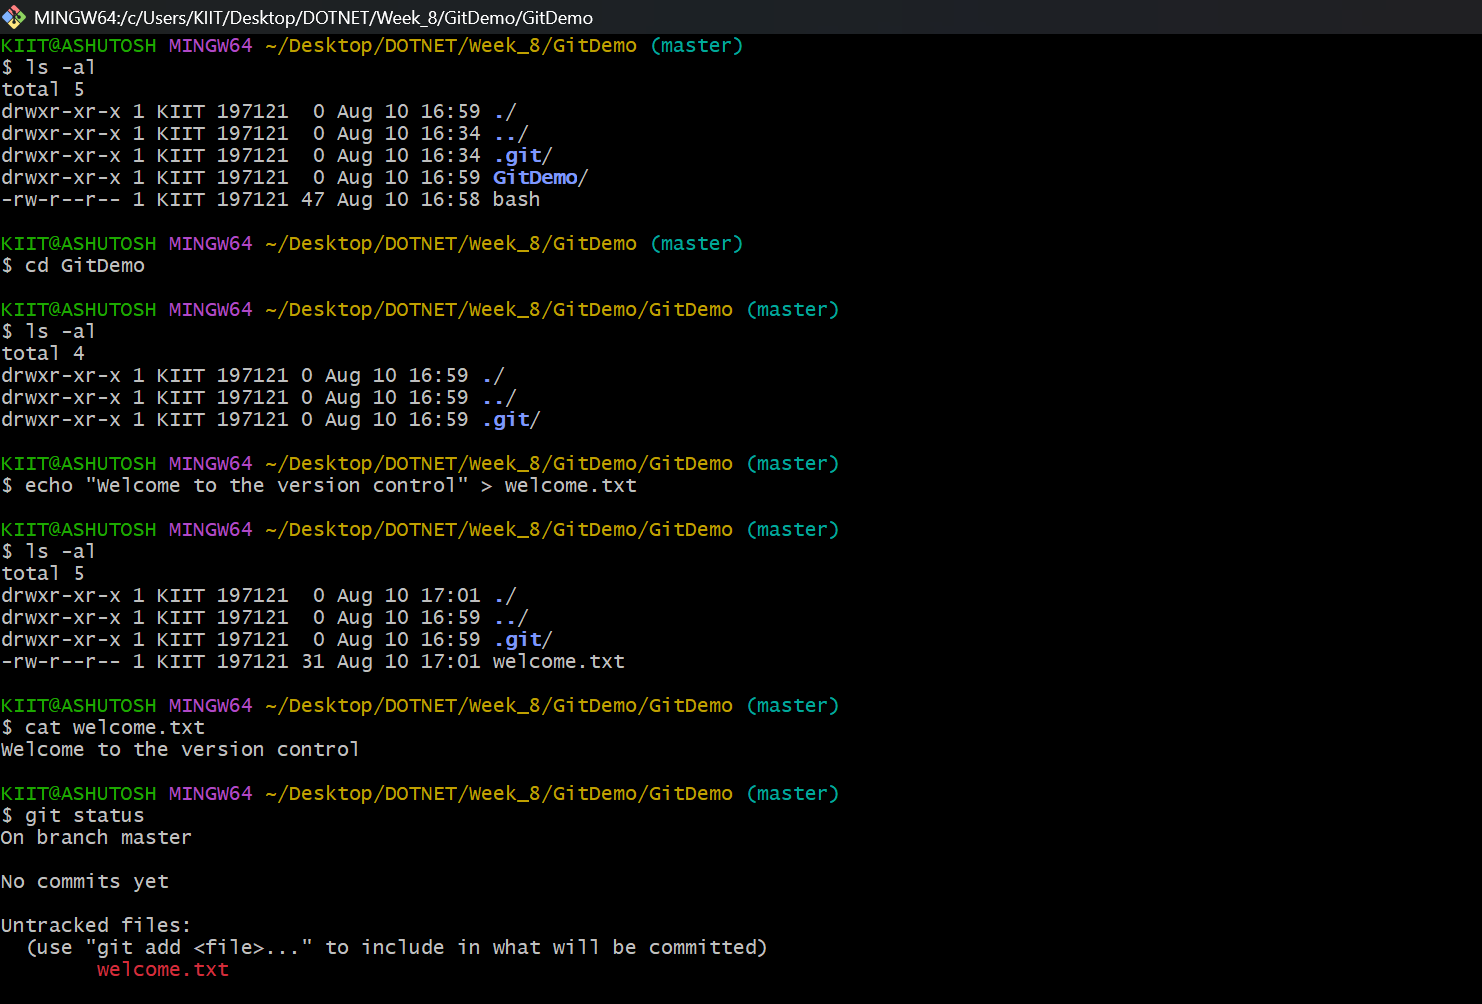 MINGW64:/c/Users/KIIT/Desktop/DOTNET/Week_8/GitDemo/GitDemo
KIIT@ASHUTOSH MINGW64 ~/Desktop/DOTNET/Week_8/GitDemo (master)
$ ls -al
total 5
drwxr-xr-x 1 KIIT 197121  0 Aug 10 16:59 ./
drwxr-xr-x 1 KIIT 197121  0 Aug 10 16:34 ../
drwxr-xr-x 1 KIIT 197121  0 Aug 10 16:34 .git/
drwxr-xr-x 1 KIIT 197121  0 Aug 10 16:59 GitDemo/
-rw-r--r-- 1 KIIT 197121 47 Aug 10 16:58 bash
KIIT@ASHUTOSH MINGW64 ~/Desktop/DOTNET/Week_8/GitDemo (master)
$ cd GitDemo
KIIT@ASHUTOSH MINGW64 ~/Desktop/DOTNET/Week_8/GitDemo/GitDemo (master)
$ ls -al
total 4
drwxr-xr-x 1 KIIT 197121 0 Aug 10 16:59 ./
drwxr-xr-x 1 KIIT 197121 0 Aug 10 16:59 ../
drwxr-xr-x 1 KIIT 197121 0 Aug 10 16:59 .git/
KIIT@ASHUTOSH MINGW64 ~/Desktop/DOTNET/Week_8/GitDemo/GitDemo (master)
$ echo "Welcome to the version control" > welcome.txt
KIIT@ASHUTOSH MINGW64 ~/Desktop/DOTNET/Week_8/GitDemo/GitDemo (master)
$ ls -al
total 5
drwxr-xr-x 1 KIIT 197121  0 Aug 10 17:01 ./
drwxr-xr-x 1 KIIT 197121  0 Aug 10 16:59 ../
drwxr-xr-x 1 KIIT 197121  0 Aug 10 16:59 .git/
-rw-r--r-- 1 KIIT 197121 31 Aug 10 17:01 welcome.txt
KIIT@ASHUTOSH MINGW64 ~/Desktop/DOTNET/Week_8/GitDemo/GitDemo (master)
$ cat welcome.txt
Welcome to the version control
KIIT@ASHUTOSH MINGW64 ~/Desktop/DOTNET/Week_8/GitDemo/GitDemo (master)
$ git status
On branch master
No commits yet
Untracked files:
  (use "git add <file>..." to include in what will be committed)
        welcome.txt